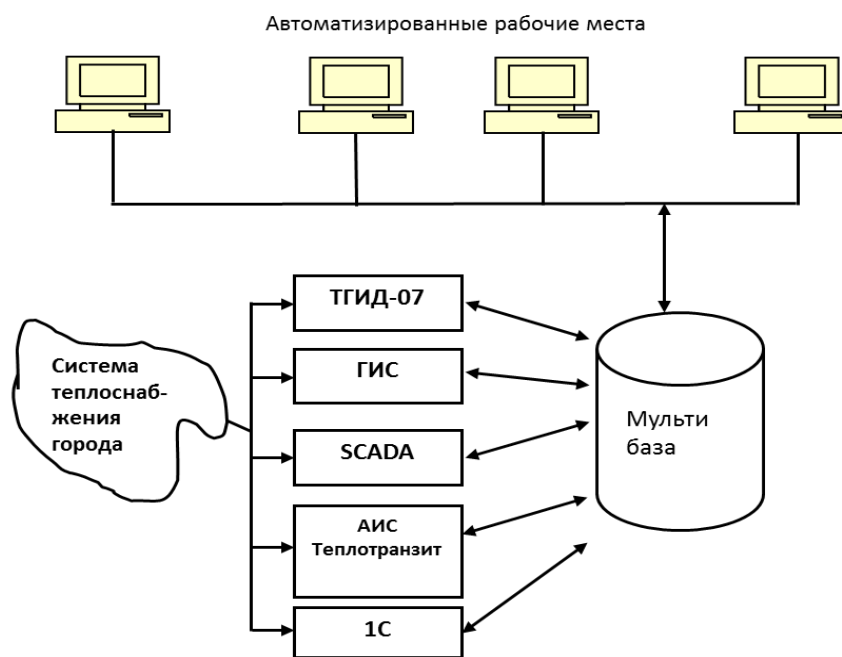 Автоматизированные рабочие места
ТГИД-07
Система
теплоснаб-
жения
города
ГИС
SCADA
АИС
Теплотранзит
1С
Мульти
база